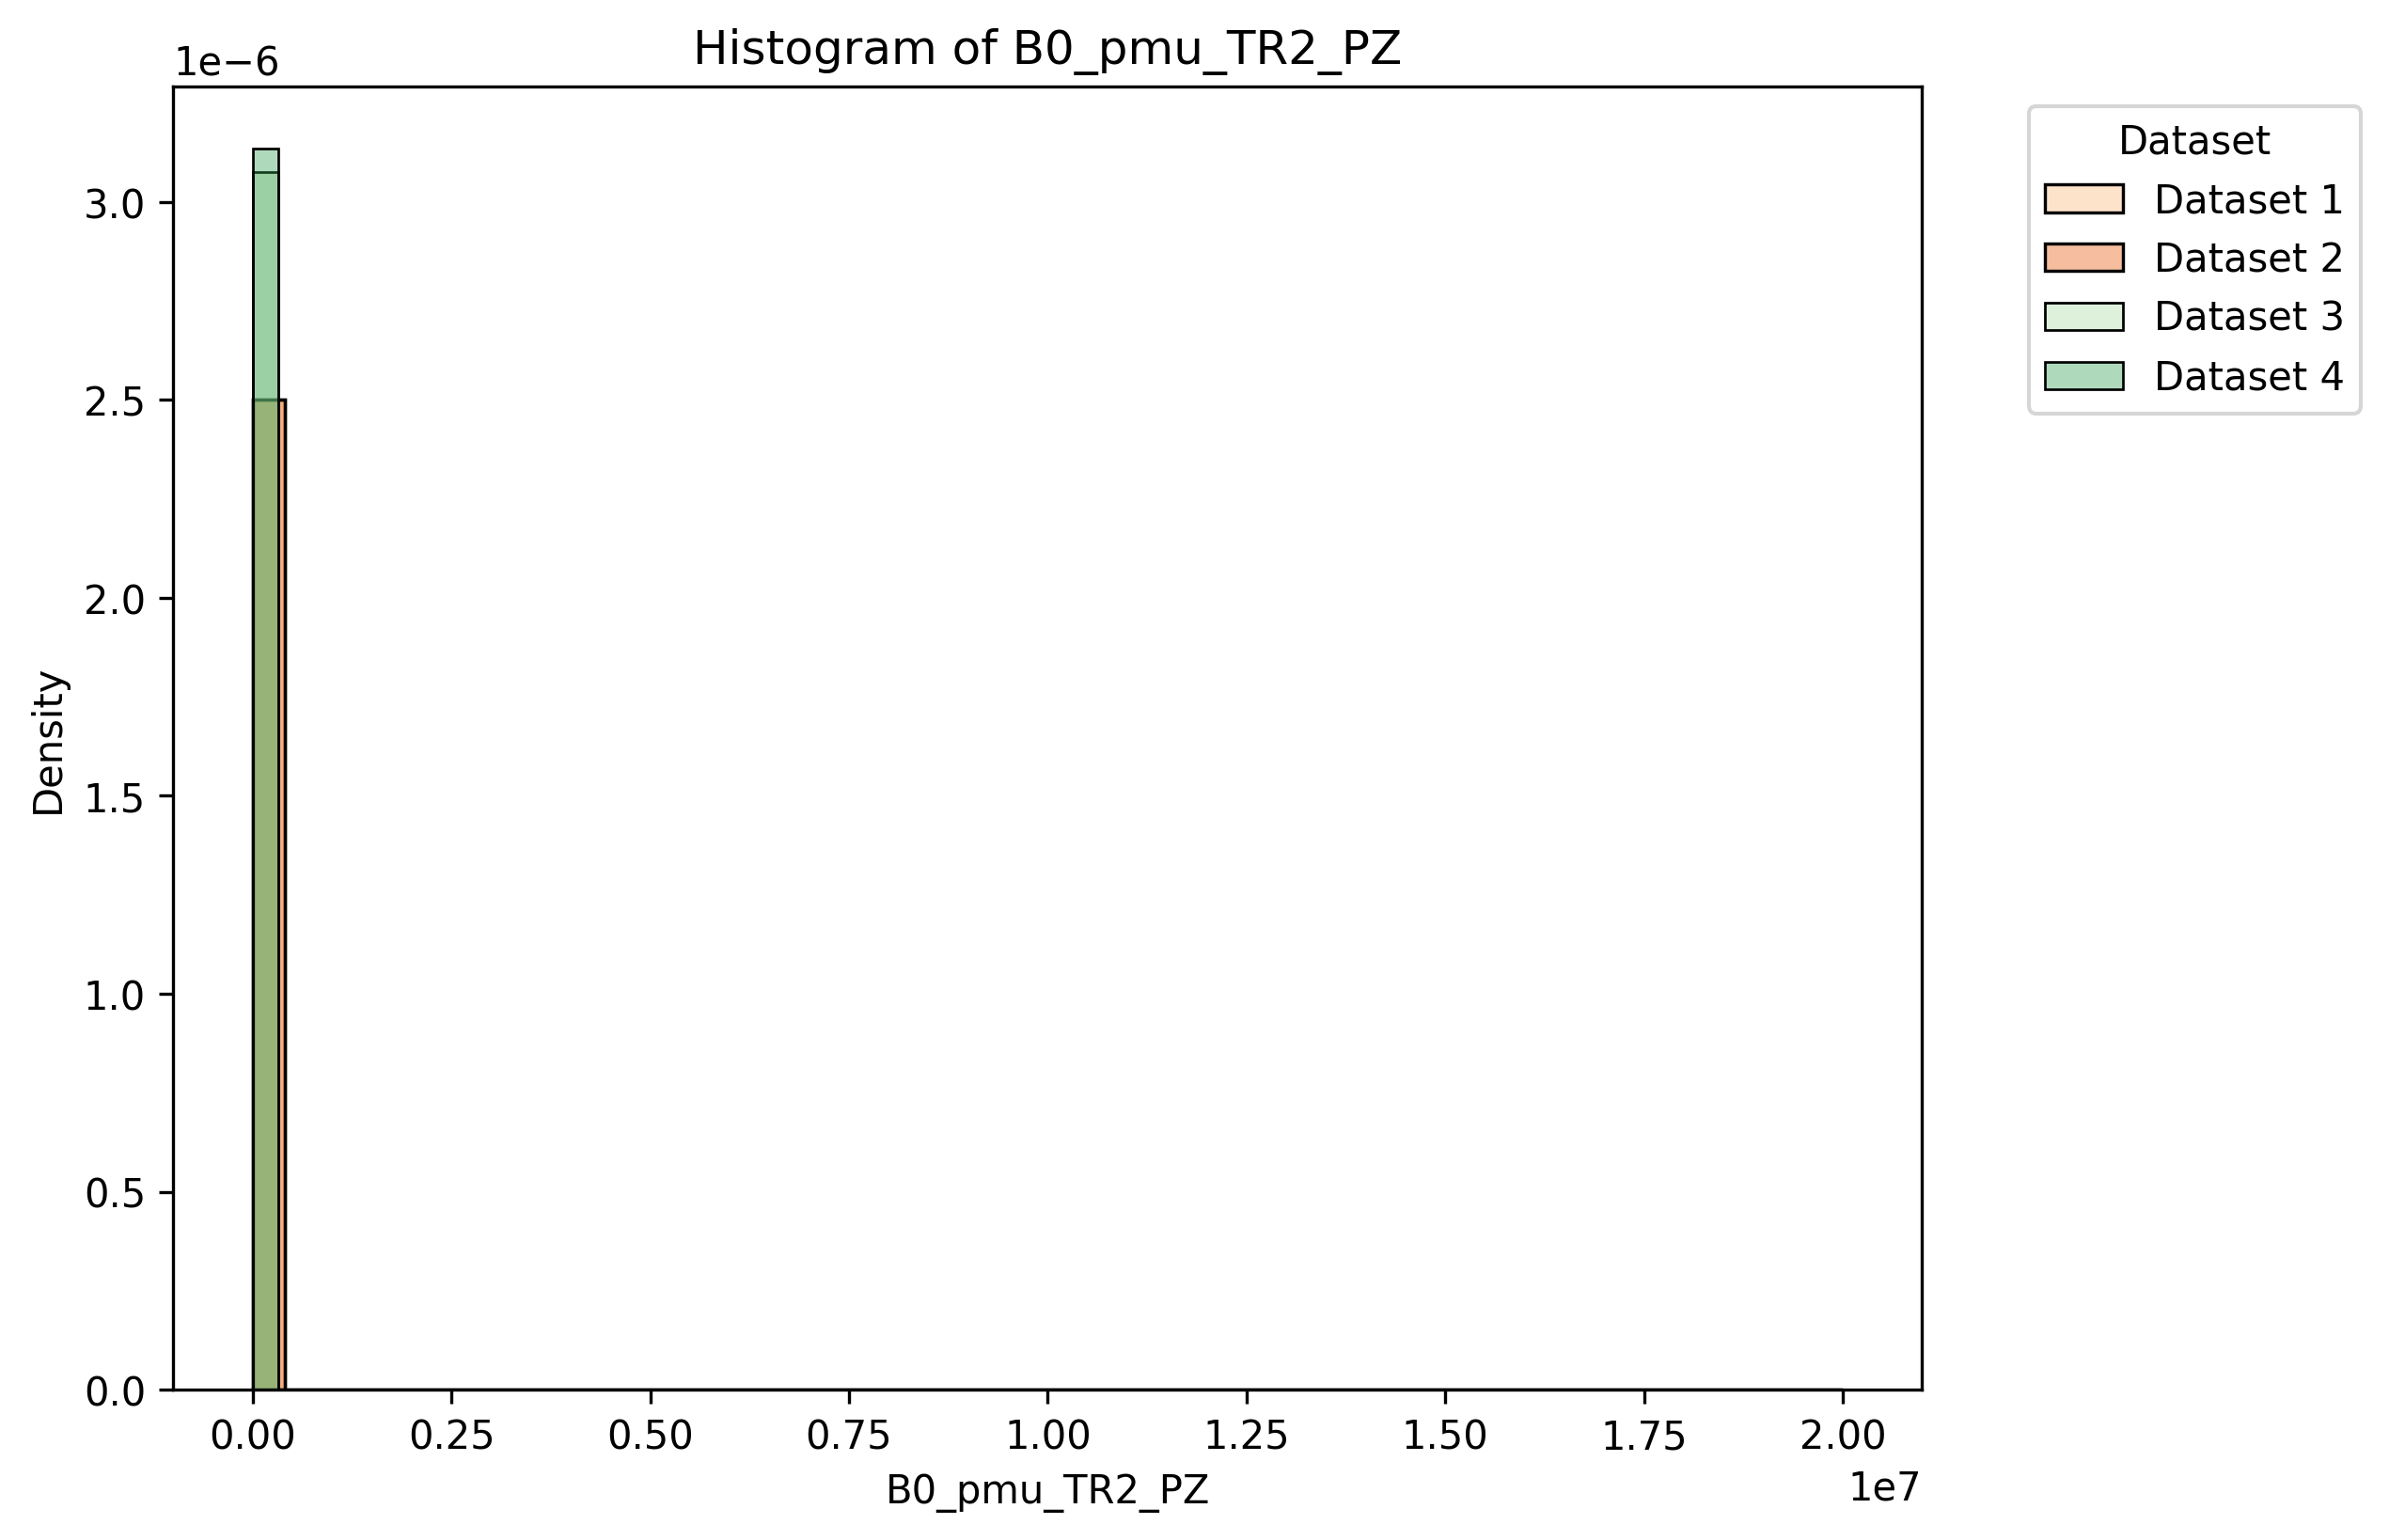 Histogram of B0_pmu_TR2_PZ
1e−6
3.0
2.5
2.0
1.5
1.0
0.5
0.0
Density
0.00 0.25 0.50 0.75 1.00 1.25 1.50 1.75 2.00
1e7
B0_pmu_TR2_PZ
Dataset
Dataset 1
Dataset 2
Dataset 3
Dataset 4